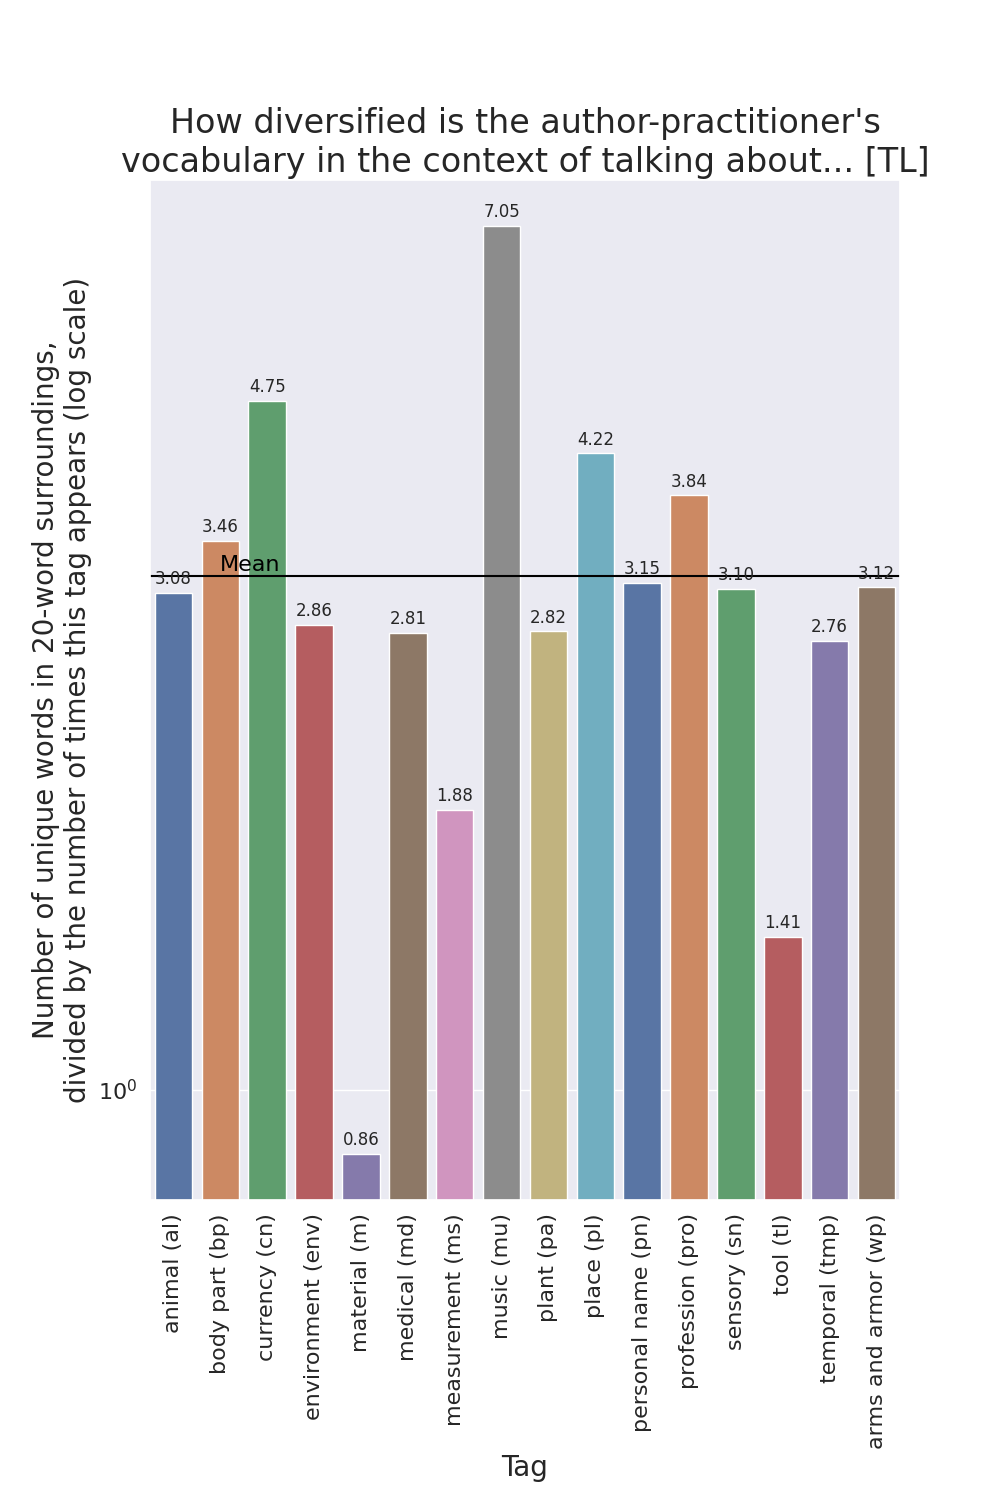 How diversified is the author-practitioner's
vocabulary in the context of talking about... [TL]
Number of unique words in 20-word surroundings,
divided by the number of times this tag appears (log scale)
10⁰
3.08
3.46
4.75
2.86
0.86
2.81
1.88
7.05
2.82
4.22
3.15
3.84
3.10
1.41
2.76
3.12
Mean
animal (al)
body part (bp)
currency (cn)
environment (env)
material (m)
medical (md)
measurement (ms)
music (mu)
plant (pa)
place (pl)
personal name (pn)
profession (pro)
sensory (sn)
tool (tl)
temporal (tmp)
arms and armor (wp)
Tag